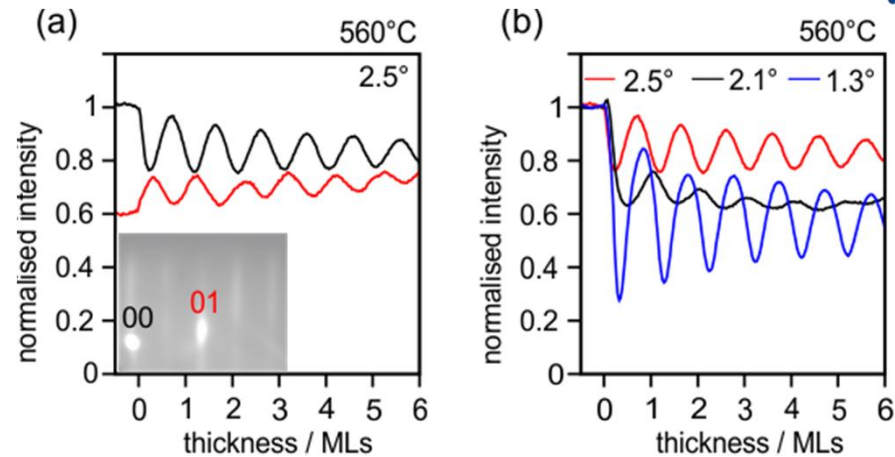 (a)
560°C
2.5°
normalised intensity
1
0.8
0.6
0.4
0.2
0
00
01
0 1 2 3 4 5 6
thickness / MLs
(b)
560°C
2.5° 2.1° 1.3°
normalised intensity
1
0.8
0.6
0.4
0.2
0
0 1 2 3 4 5 6
thickness / MLs